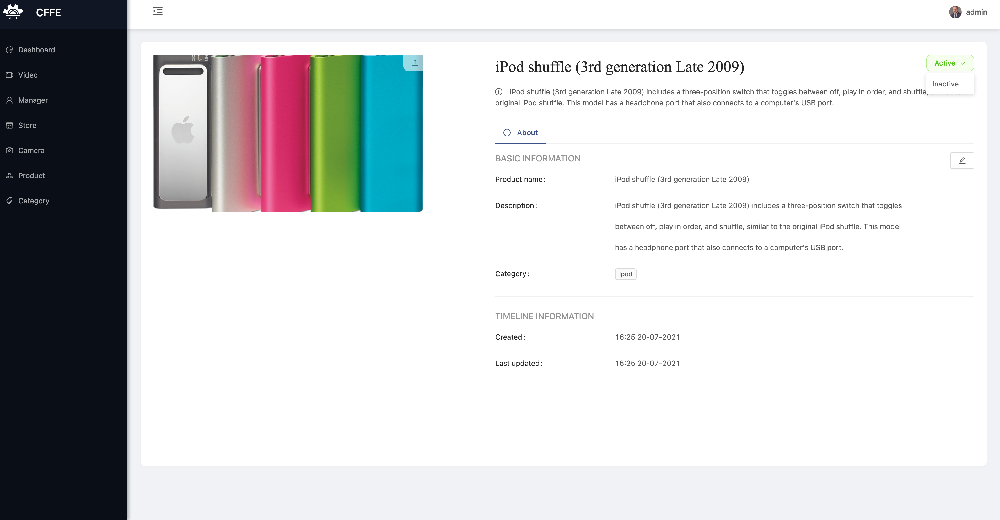 CFFE
CFFE
admin
Dashboard
Video
Manager
Store
Camera
Product
Category
OFF
iPod shuffle (3rd generation Late 2009)
Active
Inactive
iPod shuffle (3rd generation Late 2009) includes a three-position switch that toggles between off, play in order, and shuffle,
original iPod shuffle. This model has a headphone port that also connects to a computer's USB port.
About
BASIC INFORMATION
Product name:
iPod shuffle (3rd generation Late 2009)
Description:
iPod shuffle (3rd generation Late 2009) includes a three-position switch that toggles
between off, play in order, and shuffle, similar to the original iPod shuffle. This model
has a headphone port that also connects to a computer's USB port.
Category:
Ipod
TIMELINE INFORMATION
Created:
16:25 20-07-2021
Last updated:
16:25 20-07-2021